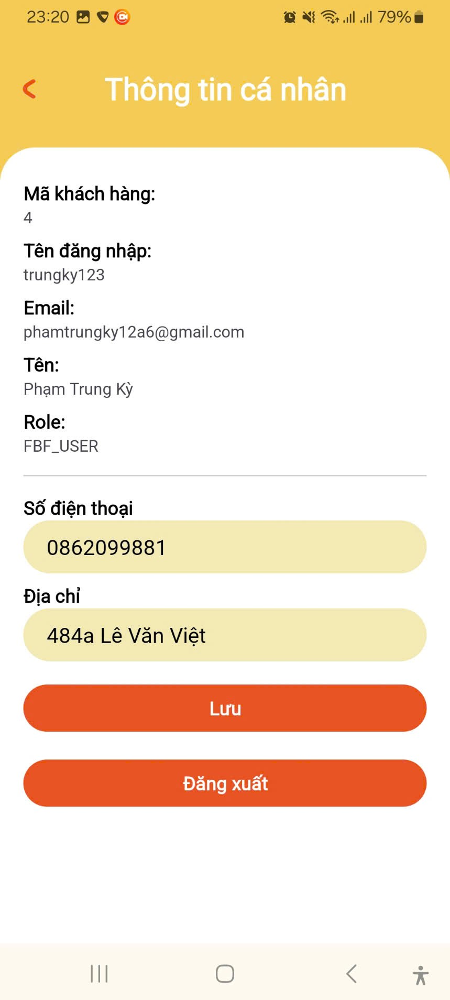 23:20 79%
Thông tin cá nhân
Mã khách hàng:
4
Tên đăng nhập:
trungky123
Email:
phamtrungky12a6@gmail.com
Tên:
Phạm Trung Kỳ
Role:
FBF_USER
Số điện thoại
0862099881
Địa chỉ
484a Lê Văn Việt
Lưu
Đăng xuất